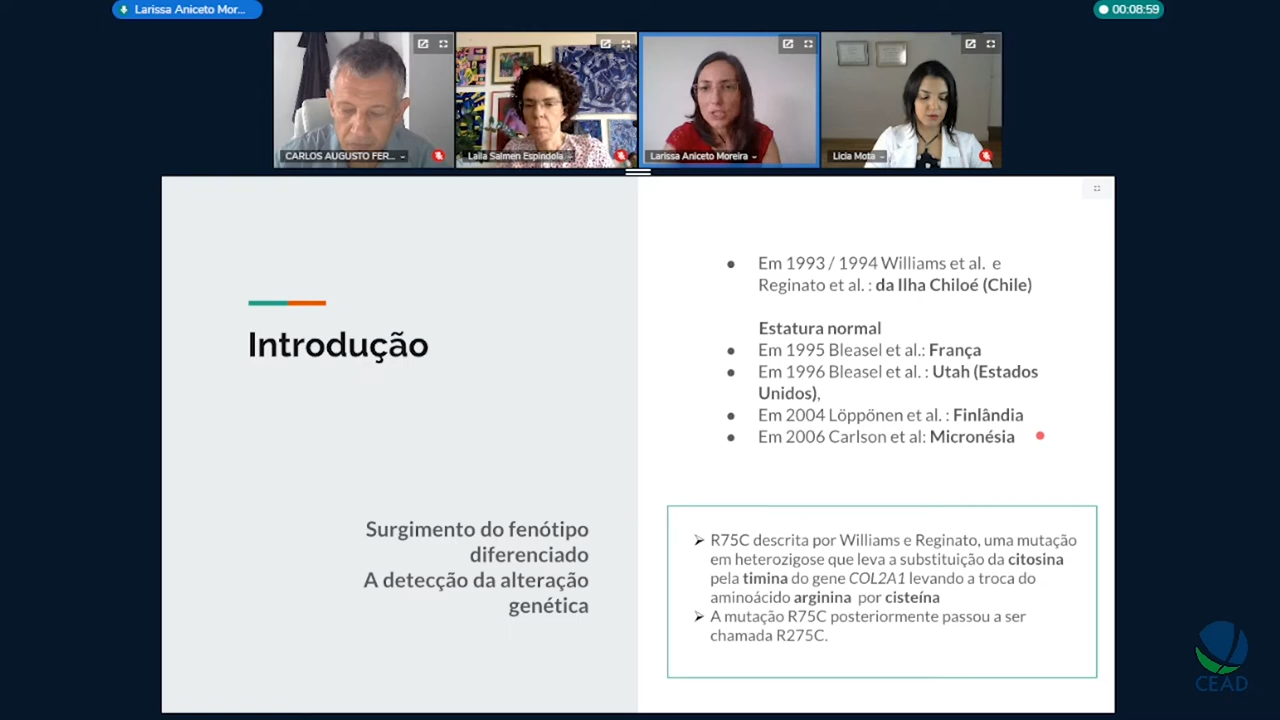 Larissa Aniceto Mor...
00:08:59
CARLOS AUGUSTO FER...
Laila Salmen Espindola
Larissa Aniceto Moreira
Licia Mota
Introdução
Surgimento do fenótipo
diferenciado
A detecção da alteração
genética
● Em 1993 / 1994 Williams et al. e
Reginato et al. : da Ilha Chiloé (Chile)
Estatura normal
● Em 1995 Bleasel et al.: França
● Em 1996 Bleasel et al. : Utah (Estados
Unidos),
● Em 2004 Löppönen et al. : Finlândia
● Em 2006 Carlson et al: Micronésia
➢ R75C descrita por Williams e Reginato, uma mutação
em heterozigose que leva a substituição da citosina
pela timina do gene COL2A1 levando a troca do
aminoácido arginina por cisteína
➢ A mutação R75C posteriormente passou a ser
chamada R275C.
CEAD